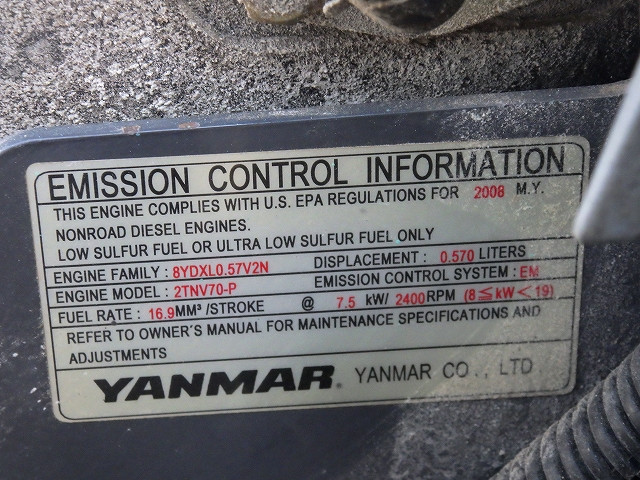 EMISSION CONTROL INFORMATION
THIS ENGINE COMPLIES WITH U.S. EPA REGULATIONS FOR 2008 M.Y.
NONROAD DIESEL ENGINES.
LOW SULFUR FUEL OR ULTRA LOW SULFUR FUEL ONLY
ENGINE FAMILY : 8YDXL0.57V2N DISPLACEMENT : 0.570 LITERS
ENGINE MODEL : 2TNV70-P EMISSION CONTROL SYSTEM : EM
FUEL RATE : 16.9MM³ /STROKE @ 7.5 kW/ 2400RPM (8≦kW<19)
REFER TO OWNER'S MANUAL FOR MAINTENANCE SPECIFICATIONS AND
ADJUSTMENTS
YANMAR. YANMAR CO., LTD